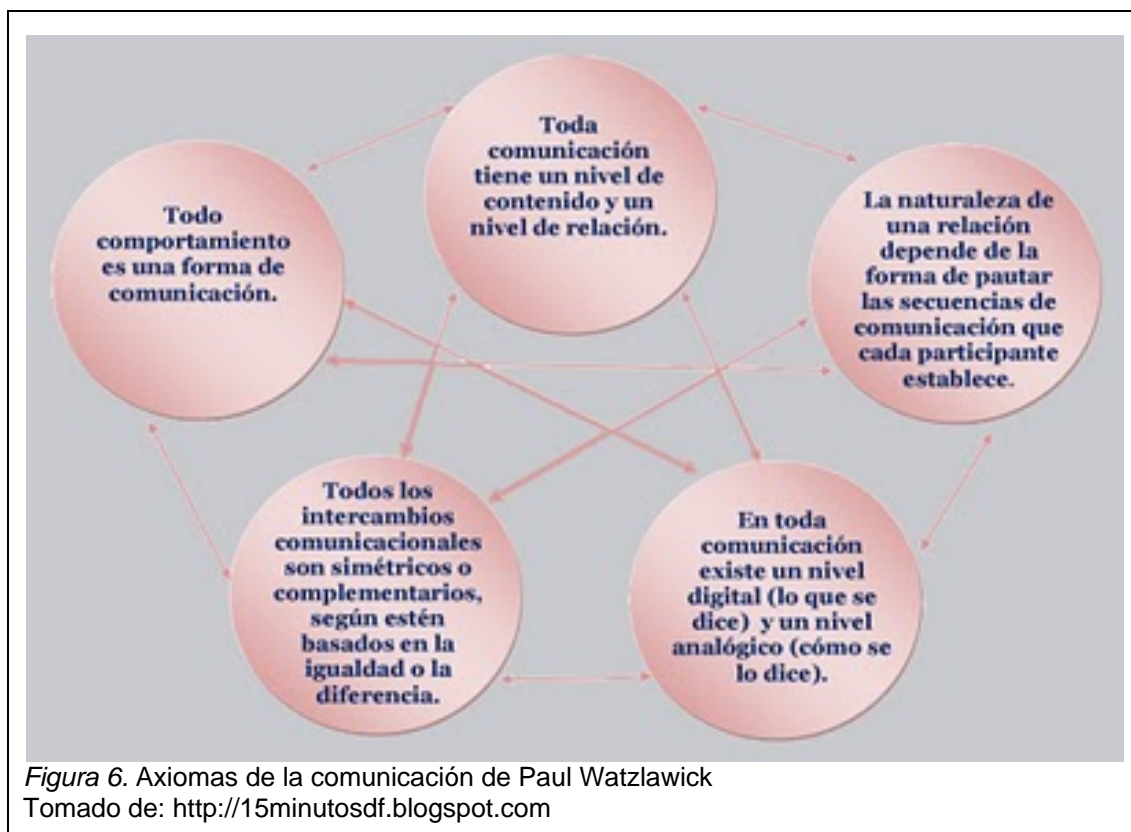 Toda
comunicación
tiene un nivel de
contenido y un
nivel de relación.
Todo
comportamiento
es una forma de
comunicación.
La naturaleza de
una relación
depende de la
forma de pautar
las secuencias de
comunicación que
cada participante
establece.
Todos los
intercambios
comunicacionales
son simétricos o
complementarios,
según estén
basados en la
igualdad o la
diferencia.
En toda
comunicación
existe un nivel
digital (lo que se
dice) y un nivel
analógico (cómo se
lo dice).
Figura 6. Axiomas de la comunicación de Paul Watzlawick
Tomado de: http://15minutosdf.blogspot.com